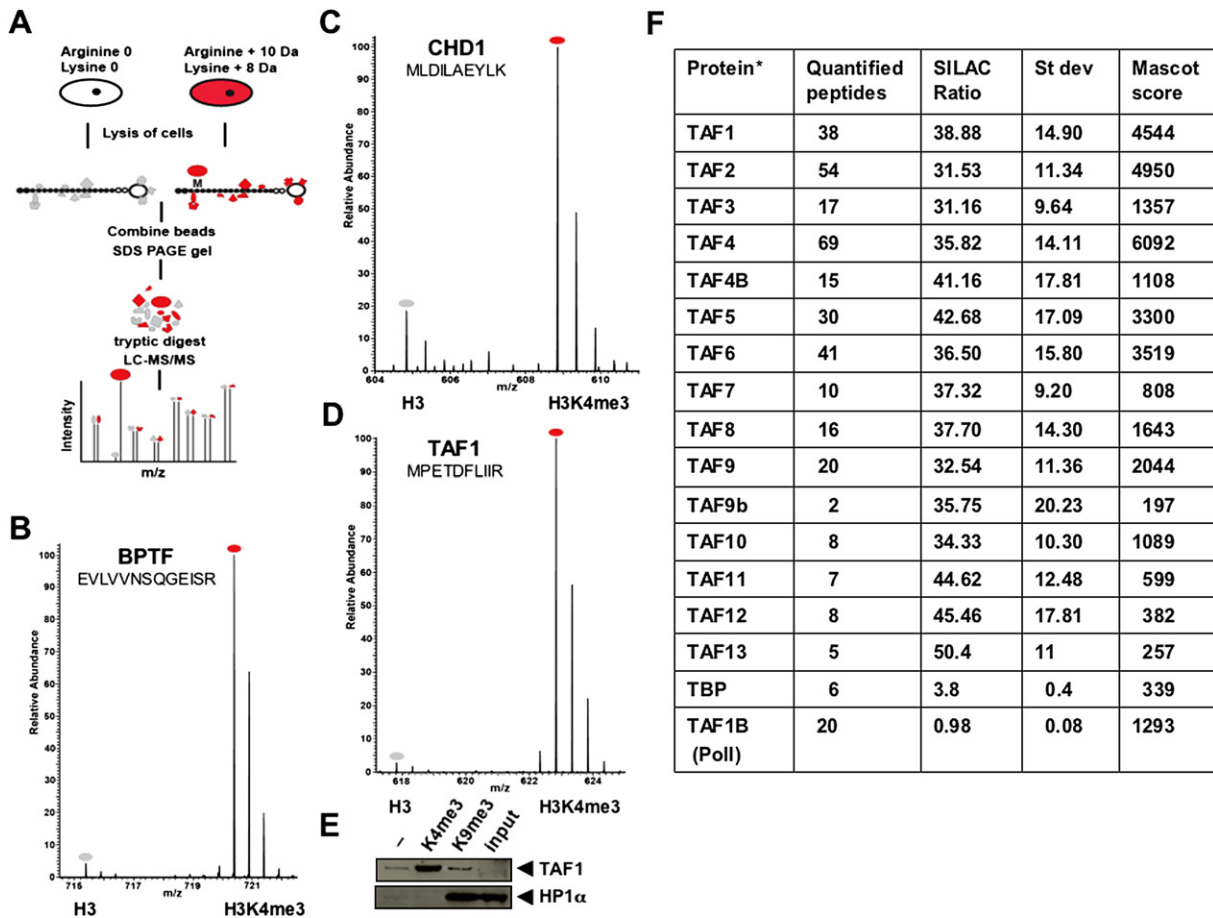 A
Arginine 0
Lysine 0
Arginine + 10 Da
Lysine + 8 Da
Lysis of cells
M
Combine beads
SDS PAGE gel
tryptic digest
LC-MS/MS
Intensity
m/z
B
BPTF
EVLVVNSQGEISR
Relative Abundance
100
90
80
70
60
50
40
30
20
10
0
715
717
719
721
m/z
H3
H3K4me3
C
CHD1
MLDILAEYLK
Relative Abundance
100
90
80
70
60
50
40
30
20
10
0
604
606
608
610
m/z
H3
H3K4me3
D
TAF1
MPETDFLIIR
Relative Abundance
100
90
80
70
60
50
40
30
20
10
0
618
620
622
624
m/z
H3
H3K4me3
E
–
K4me3
K9me3
input
TAF1
HP1α
F
Protein* Quantified peptides SILAC Ratio St dev Mascot score
TAF1 38 38.88 14.90 4544
TAF2 54 31.53 11.34 4950
TAF3 17 31.16 9.64 1357
TAF4 69 35.82 14.11 6092
TAF4B 15 41.16 17.81 1108
TAF5 30 42.68 17.09 3300
TAF6 41 36.50 15.80 3519
TAF7 10 37.32 9.20 808
TAF8 16 37.70 14.30 1643
TAF9 20 32.54 11.36 2044
TAF9b 2 35.75 20.23 197
TAF10 8 34.33 10.30 1089
TAF11 7 44.62 12.48 599
TAF12 8 45.46 17.81 382
TAF13 5 50.4 11 257
TBP 6 3.8 0.4 339
TAF1B (PolI) 20 0.98 0.08 1293